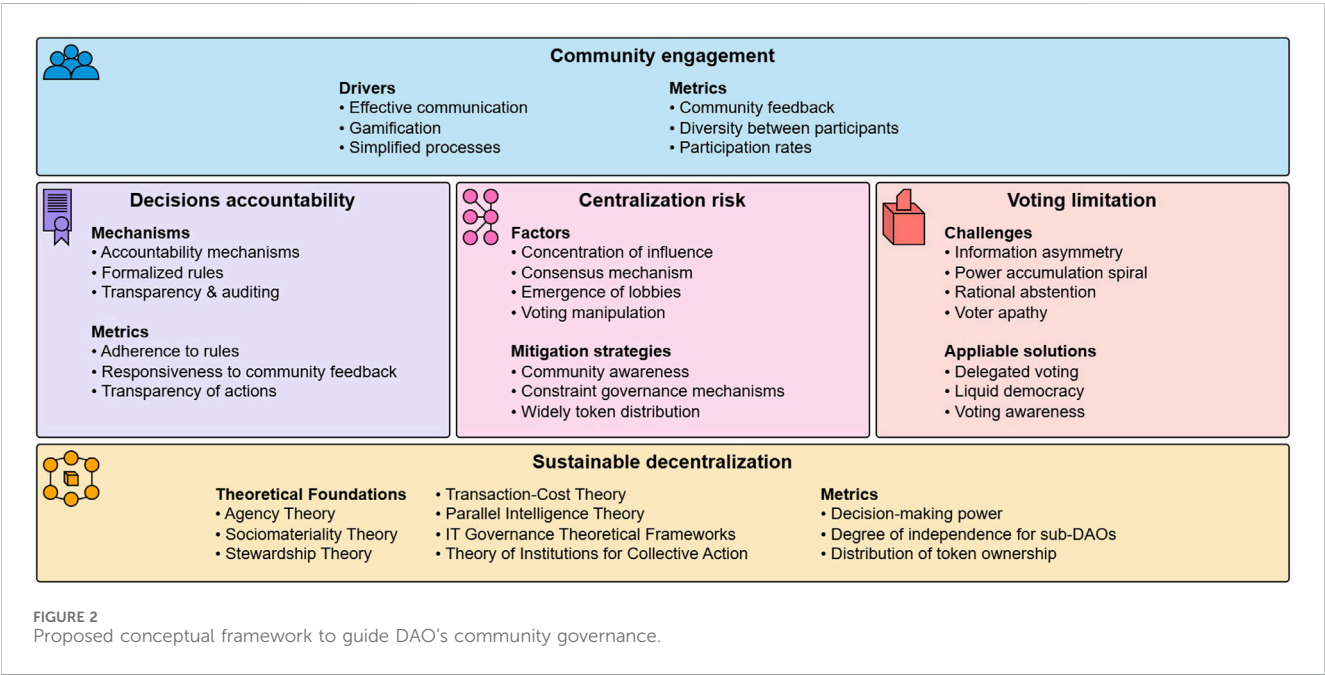 Community engagement
Drivers
• Effective communication
• Gamification
• Simplified processes
Metrics
• Community feedback
• Diversity between participants
• Participation rates
Decisions accountability
Mechanisms
• Accountability mechanisms
• Formalized rules
• Transparency & auditing
Metrics
• Adherence to rules
• Responsiveness to community feedback
• Transparency of actions
Centralization risk
Factors
• Concentration of influence
• Consensus mechanism
• Emergence of lobbies
• Voting manipulation
Mitigation strategies
• Community awareness
• Constraint governance mechanisms
• Widely token distribution
Voting limitation
Challenges
• Information asymmetry
• Power accumulation spiral
• Rational abstention
• Voter apathy
Appliable solutions
• Delegated voting
• Liquid democracy
• Voting awareness
Sustainable decentralization
Theoretical Foundations
• Agency Theory
• Sociomateriality Theory
• Stewardship Theory
• Transaction-Cost Theory
• Parallel Intelligence Theory
• IT Governance Theoretical Frameworks
• Theory of Institutions for Collective Action
Metrics
• Decision-making power
• Degree of independence for sub-DAOs
• Distribution of token ownership
FIGURE 2
Proposed conceptual framework to guide DAO's community governance.